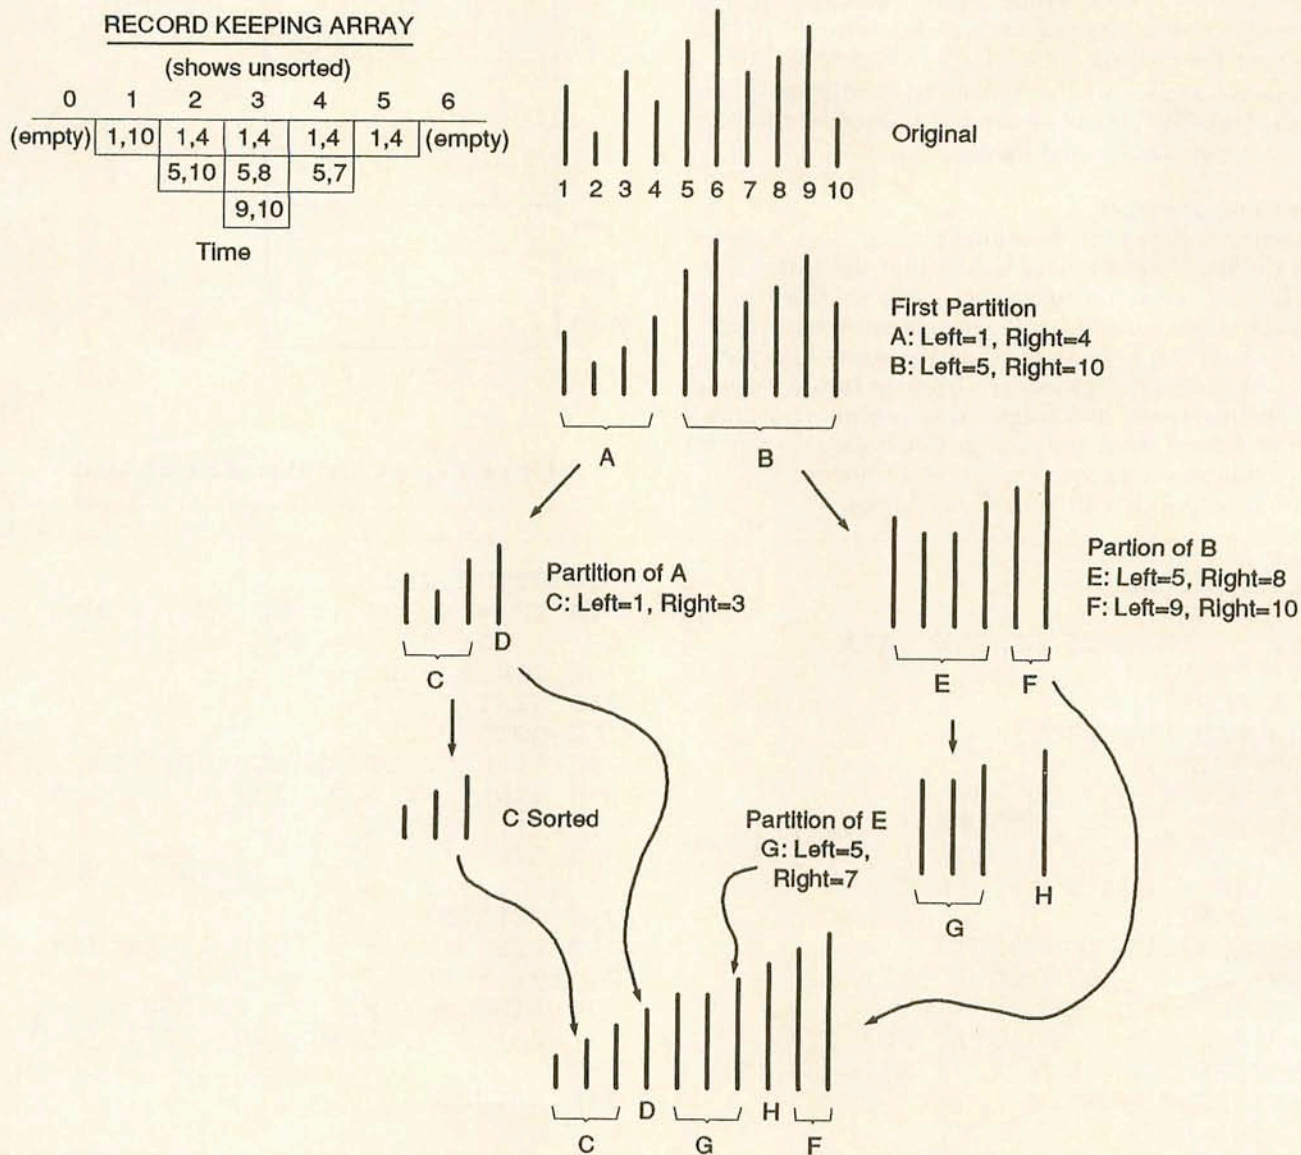 RECORD KEEPING ARRAY
(shows unsorted)
0 1 2 3 4 5 6
(empty) 1,10 1,4 1,4 1,4 1,4 (empty)
5,10 5,8 5,7
9,10
Time
Original
1 2 3 4 5 6 7 8 9 10
First Partition
A: Left=1, Right=4
B: Left=5, Right=10
A B
Partition of A
C: Left=1, Right=3
D
C
Partion of B
E: Left=5, Right=8
F: Left=9, Right=10
E F
C Sorted
Partition of E
G: Left=5,
Right=7
H
G
D H
C G F